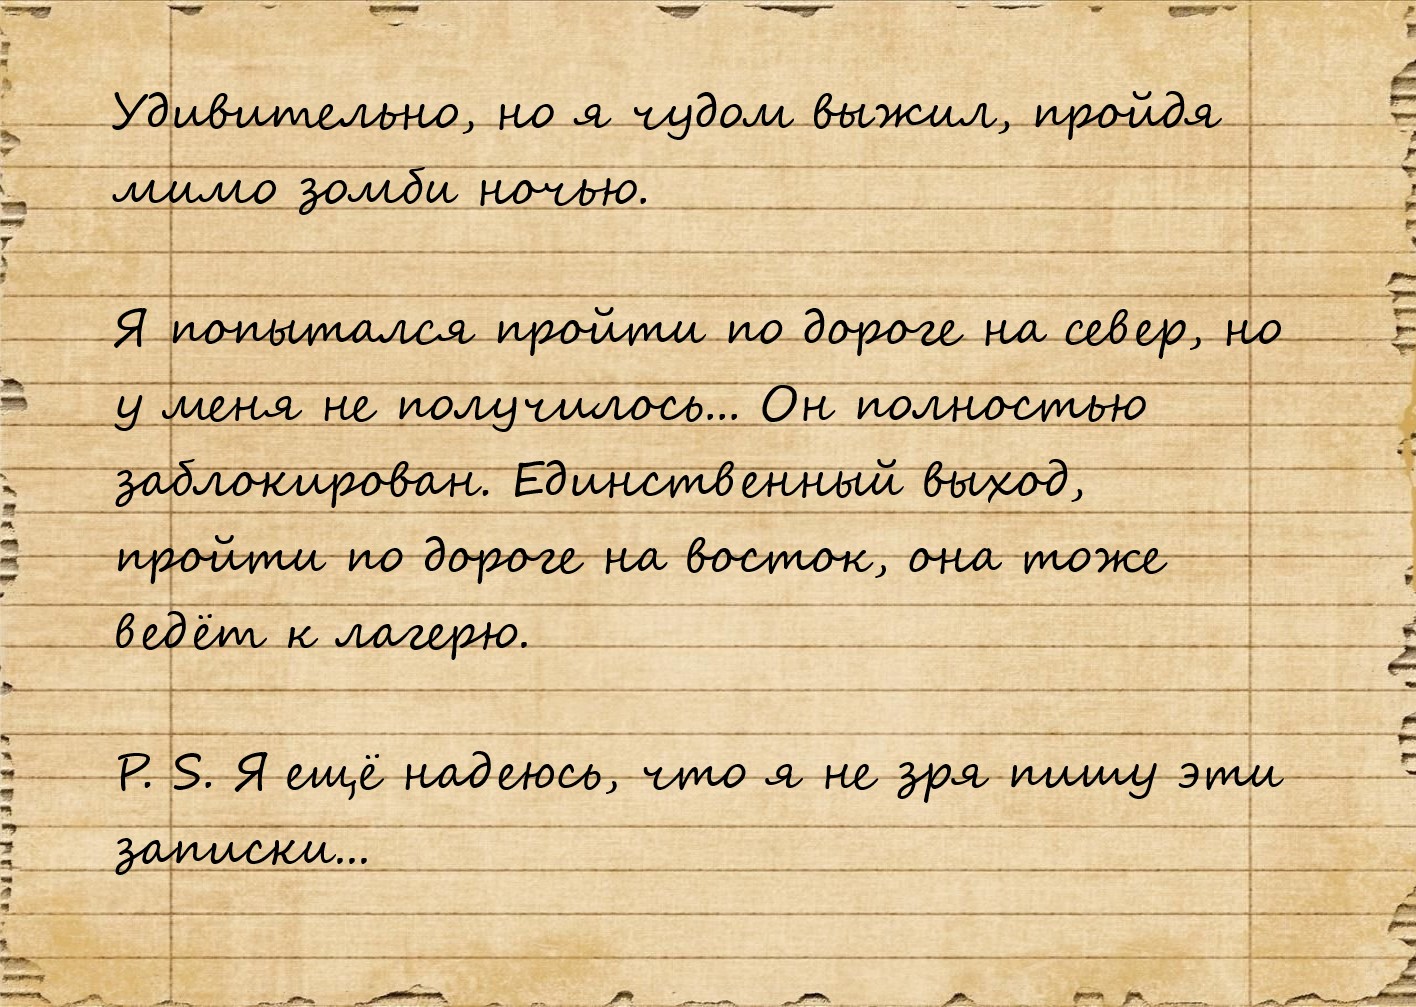 Удивительно, но я чудом выжил, пройдя
мимо зомби ночью.
Я попытался пройти по дороге на север, но
у меня не получилось... Он полностью
заблокирован. Единственный выход,
пройти по дороге на восток, она тоже
ведёт к лагерю.
P. S. Я ещё надеюсь, что я не зря пишу эти
записки...